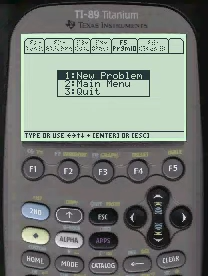 TI-89 Titanium
TEXAS INSTRUMENTS
F5
PrgmIO
1:New Problem
2:Main Menu
3:Quit
TYPE OR USE ←→↑↓ + [ENTER] OR [ESC]
F1 F2 F3 F4 F5
2ND ↑ ESC
◆ ALPHA APPS
HOME MODE CATALOG ← CLEAR